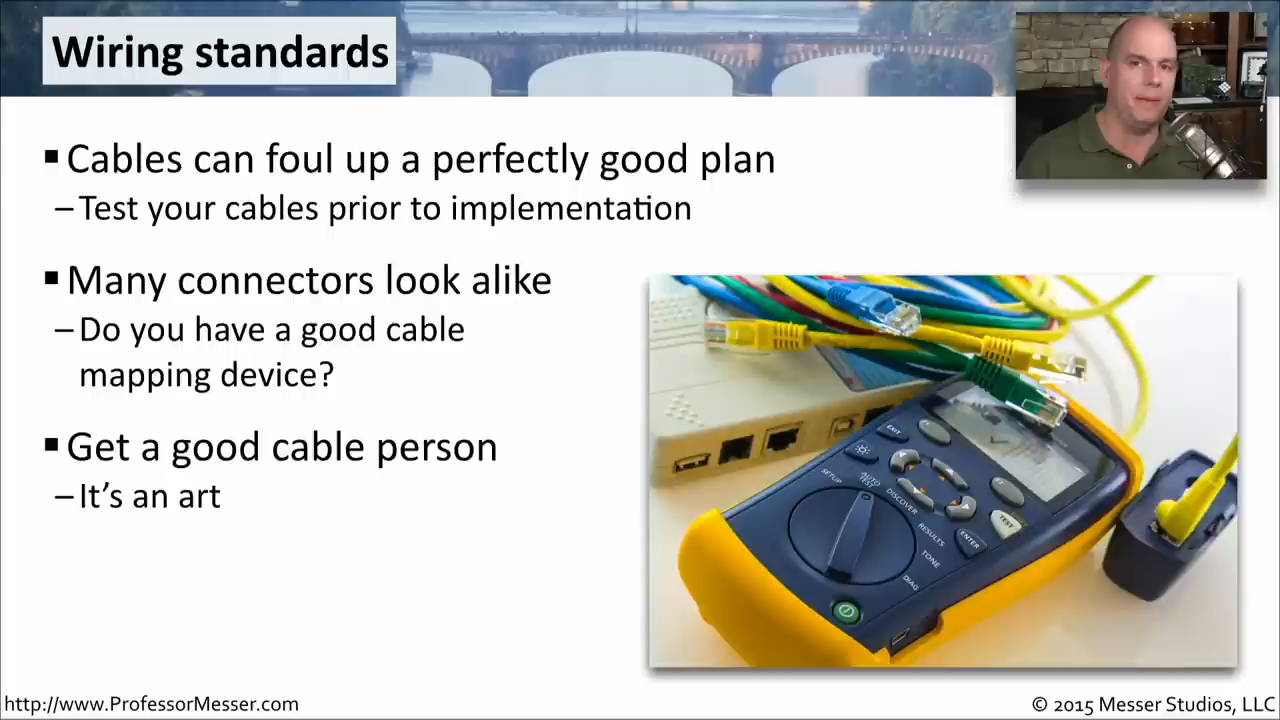 Wiring standards
▪ Cables can foul up a perfectly good plan
– Test your cables prior to implementation
▪ Many connectors look alike
– Do you have a good cable
mapping device?
▪ Get a good cable person
– It's an art
EXIT
SETUP
AUTO
TEST
DISCOVER
RESULTS
TONE
DIAG
TEST
ENTER
http://www.ProfessorMesser.com
© 2015 Messer Studios, LLC